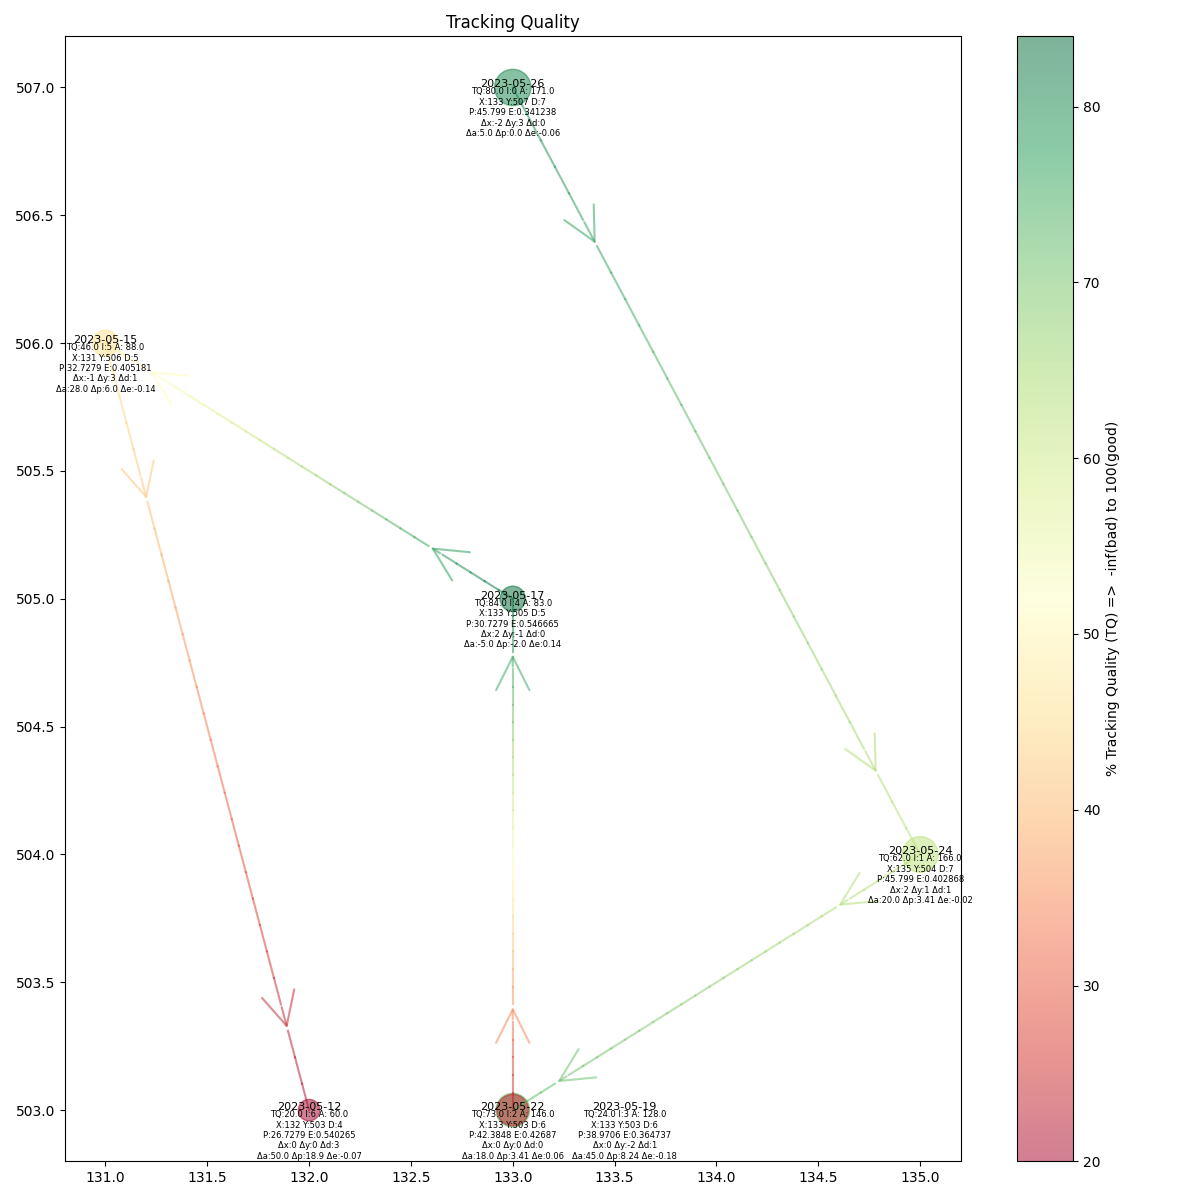 Tracking Quality
507.0
2023-05-26
TQ:80.0 I:0 A: 171.0
X:133 Y:507 D:7
P:45.799 E:0.341238
Δx:-2 Δy:3 Δd:0
Δa:5.0 Δp:0.0 Δe:-0.06
506.5
506.0
2023-05-15
TQ:46.0 I:5 A: 88.0
X:131 Y:506 D:5
P:32.7279 E:0.405181
Δx:-1 Δy:3 Δd:1
Δa:28.0 Δp:6.0 Δe:-0.14
505.5
505.0
2023-05-17
TQ:84.0 I:4 A: 83.0
X:133 Y:505 D:5
P:30.7279 E:0.546665
Δx:2 Δy:-1 Δd:0
Δa:-5.0 Δp:-2.0 Δe:0.14
504.5
504.0
2023-05-24
TQ:62.0 I:1 A: 166.0
X:135 Y:504 D:7
P:45.799 E:0.402868
Δx:2 Δy:1 Δd:1
Δa:20.0 Δp:3.41 Δe:-0.02
503.5
503.0
2023-05-12
TQ:20.0 I:6 A: 60.0
X:132 Y:503 D:4
P:26.7279 E:0.540265
Δx:0 Δy:0 Δd:3
Δa:50.0 Δp:18.9 Δe:-0.07
2023-05-22
TQ:73.0 I:2 A: 146.0
X:133 Y:503 D:6
P:42.3848 E:0.42687
Δx:0 Δy:0 Δd:0
Δa:18.0 Δp:3.41 Δe:0.06
2023-05-19
TQ:24.0 I:3 A: 128.0
X:133 Y:503 D:6
P:38.9706 E:0.364737
Δx:0 Δy:-2 Δd:1
Δa:45.0 Δp:8.24 Δe:-0.18
131.0 131.5 132.0 132.5 133.0 133.5 134.0 134.5 135.0
80
70
60
50
40
30
20
% Tracking Quality (TQ) => -inf(bad) to 100(good)